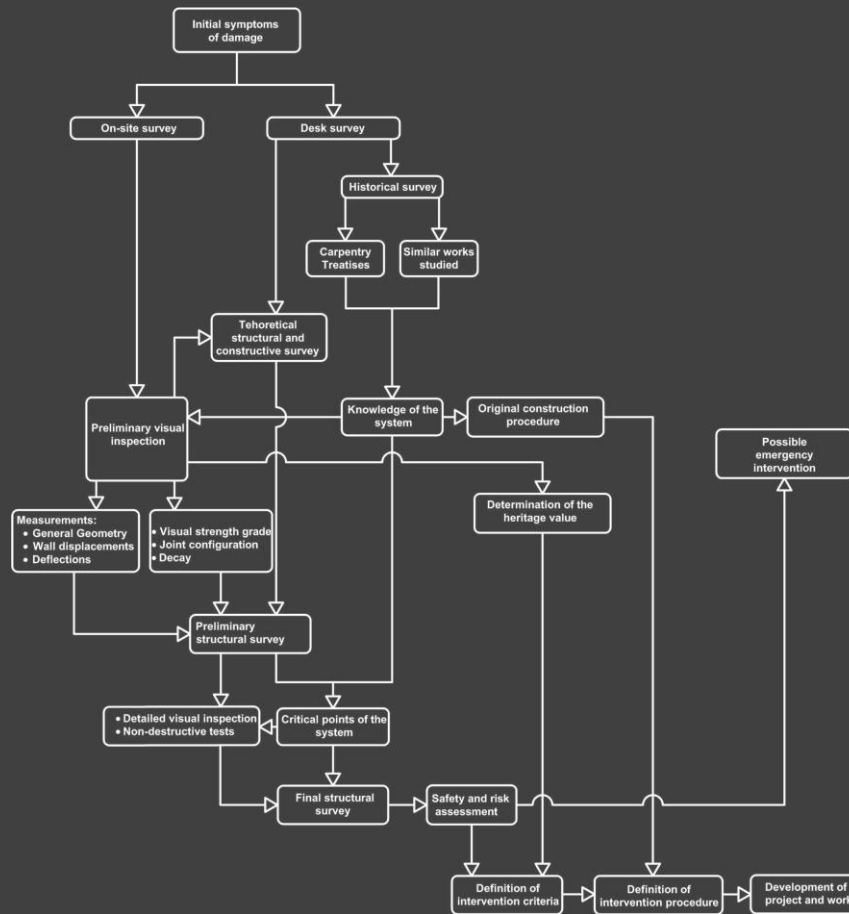 Initial symptoms
of damage
On-site survey
Desk survey
Historical survey
Carpentry
Treatises
Similar works
studied
Tehoretical
structural and
constructive survey
Preliminary visual
inspection
Knowledge of the
system
Original construction
procedure
Possible
emergency
intervention
Measurements:
• General Geometry
• Wall displacements
• Deflections
• Visual strength grade
• Joint configuration
• Decay
Determination of the
heritage value
Preliminary
structural survey
• Detailed visual inspection
• Non-destructive tests
Critical points of the
system
Final structural
survey
Safety and risk
assessment
Definition of
intervention criteria
Definition of
intervention procedure
Development of
project and work